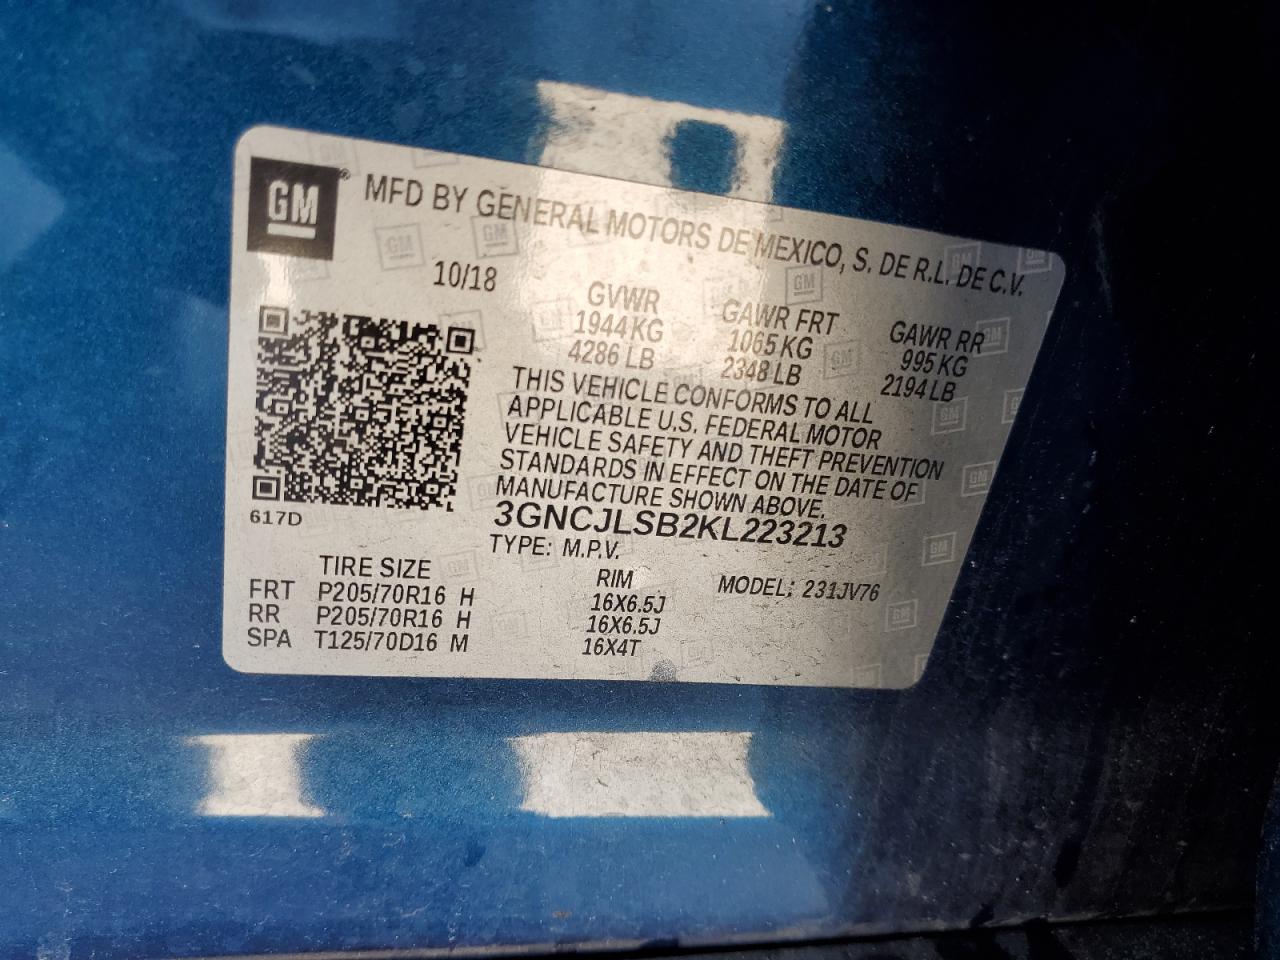 GM® MFD BY GENERAL MOTORS DE MEXICO, S. DE R.L. DE C.V.
10/18
GVWR GAWR FRT GAWR RR
1944 KG 1065 KG 995 KG
4286 LB 2348 LB 2194 LB
THIS VEHICLE CONFORMS TO ALL
APPLICABLE U.S. FEDERAL MOTOR
VEHICLE SAFETY AND THEFT PREVENTION
STANDARDS IN EFFECT ON THE DATE OF
MANUFACTURE SHOWN ABOVE.
617D
3GNCJLSB2KL223213
TYPE: M.P.V.
MODEL: 231JV76
TIRE SIZE RIM
FRT P205/70R16 H 16X6.5J
RR P205/70R16 H 16X6.5J
SPA T125/70D16 M 16X4T